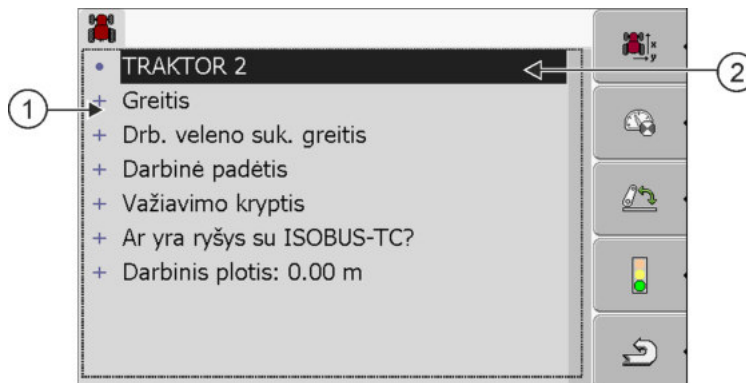 TRAKTOR 2
Greitis
Drb. veleno suk. greitis
Darbinė padėtis
Važiavimo kryptis
Ar yra ryšys su ISOBUS-TC?
Darbinis plotis: 0.00 m
1
2
x
y